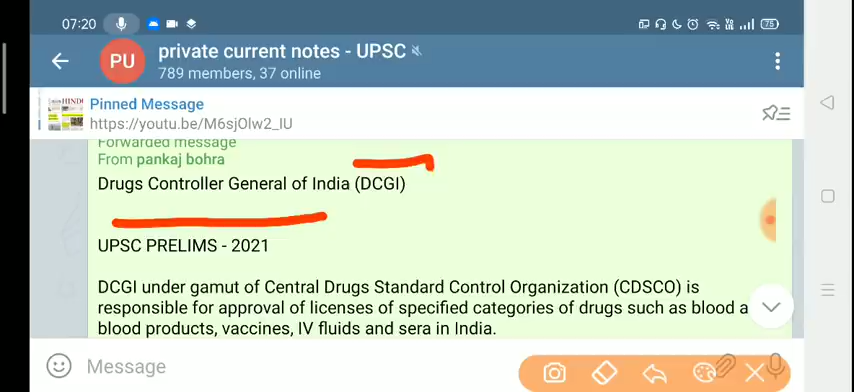 07:20
75
PU
private current notes - UPSC
789 members, 37 online
Pinned Message
https://youtu.be/M6sjOlw2_IU
Forwarded message
From pankaj bohra
Drugs Controller General of India (DCGI)
UPSC PRELIMS - 2021
DCGI under gamut of Central Drugs Standard Control Organization (CDSCO) is
responsible for approval of licenses of specified categories of drugs such as blood a
blood products, vaccines, IV fluids and sera in India.
Message